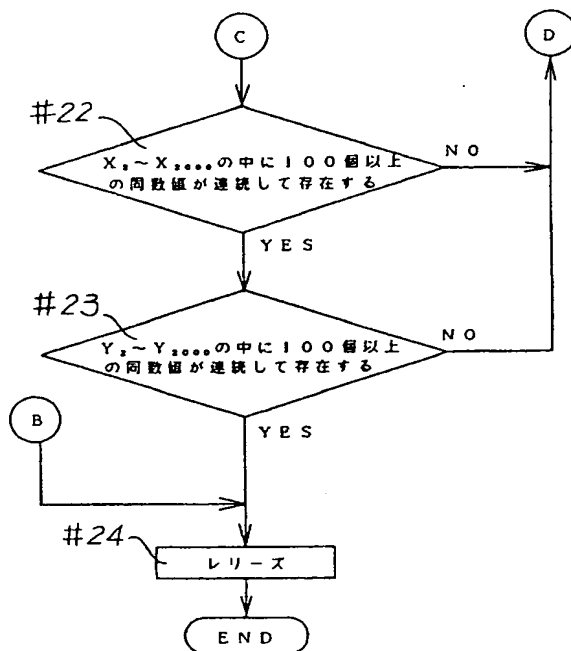 C
D
#22
X₂～X₂₀₀₀の中に１００個以上
の同数値が連続して存在する
NO
YES
#23
Y₂～Y₂₀₀₀の中に１００個以上
の同数値が連続して存在する
NO
YES
B
#24
レリーズ
END